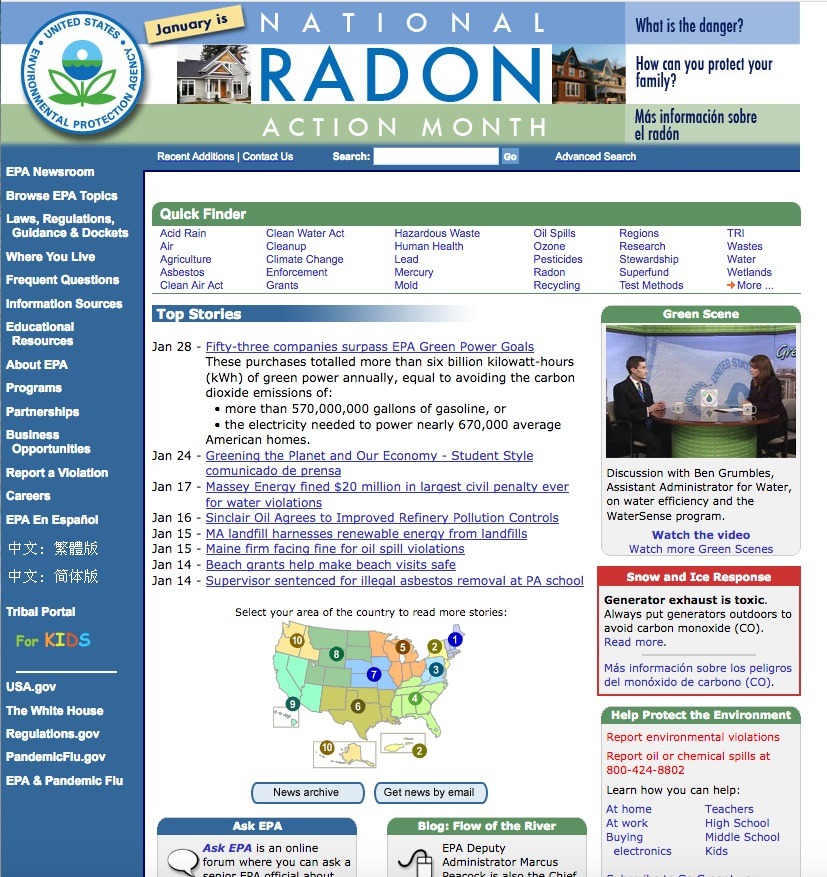 UNITED STATES
ENVIRONMENTAL PROTECTION AGENCY
January is
NATIONAL
RADON
ACTION MONTH
What is the danger?
How can you protect your
family?
Más información sobre
el radón
Recent Additions | Contact Us
Search:
Go
Advanced Search
EPA Newsroom
Browse EPA Topics
Laws, Regulations,
Guidance & Dockets
Where You Live
Frequent Questions
Information Sources
Educational
Resources
About EPA
Programs
Partnerships
Business
Opportunities
Report a Violation
Careers
EPA En Español
中文: 繁體版
中文: 简体版
Tribal Portal
For KIDS
USA.gov
The White House
Regulations.gov
PandemicFlu.gov
EPA & Pandemic Flu
Quick Finder
Acid Rain Clean Water Act Hazardous Waste Oil Spills Regions TRI
Air Cleanup Human Health Ozone Research Wastes
Agriculture Climate Change Lead Pesticides Stewardship Water
Asbestos Enforcement Mercury Radon Superfund Wetlands
Clean Air Act Grants Mold Recycling Test Methods More ...
Top Stories
Jan 28 - Fifty-three companies surpass EPA Green Power Goals
These purchases totalled more than six billion kilowatt-hours
(kWh) of green power annually, equal to avoiding the carbon
dioxide emissions of:
• more than 570,000,000 gallons of gasoline, or
• the electricity needed to power nearly 670,000 average
American homes.
Jan 24 - Greening the Planet and Our Economy - Student Style
comunicado de prensa
Jan 17 - Massey Energy fined $20 million in largest civil penalty ever
for water violations
Jan 16 - Sinclair Oil Agrees to Improved Refinery Pollution Controls
Jan 15 - MA landfill harnesses renewable energy from landfills
Jan 15 - Maine firm facing fine for oil spill violations
Jan 14 - Beach grants help make beach visits safe
Jan 14 - Supervisor sentenced for illegal asbestos removal at PA school
Select your area of the country to read more stories:
10
8
5
2
1
7
3
9
6
4
10
2
News archive
Get news by email
Ask EPA
Ask EPA is an online
forum where you can ask a
senior EPA official about
Blog: Flow of the River
EPA Deputy
Administrator Marcus
Peacock is also the Chief
Green Scene
Discussion with Ben Grumbles,
Assistant Administrator for Water,
on water efficiency and the
WaterSense program.
Watch the video
Watch more Green Scenes
Snow and Ice Response
Generator exhaust is toxic.
Always put generators outdoors to
avoid carbon monoxide (CO).
Read more.
Más información sobre los peligros
del monóxido de carbono (CO).
Help Protect the Environment
Report environmental violations
Report oil or chemical spills at
800-424-8802
Learn how you can help:
At home Teachers
At work High School
Buying Middle School
electronics Kids